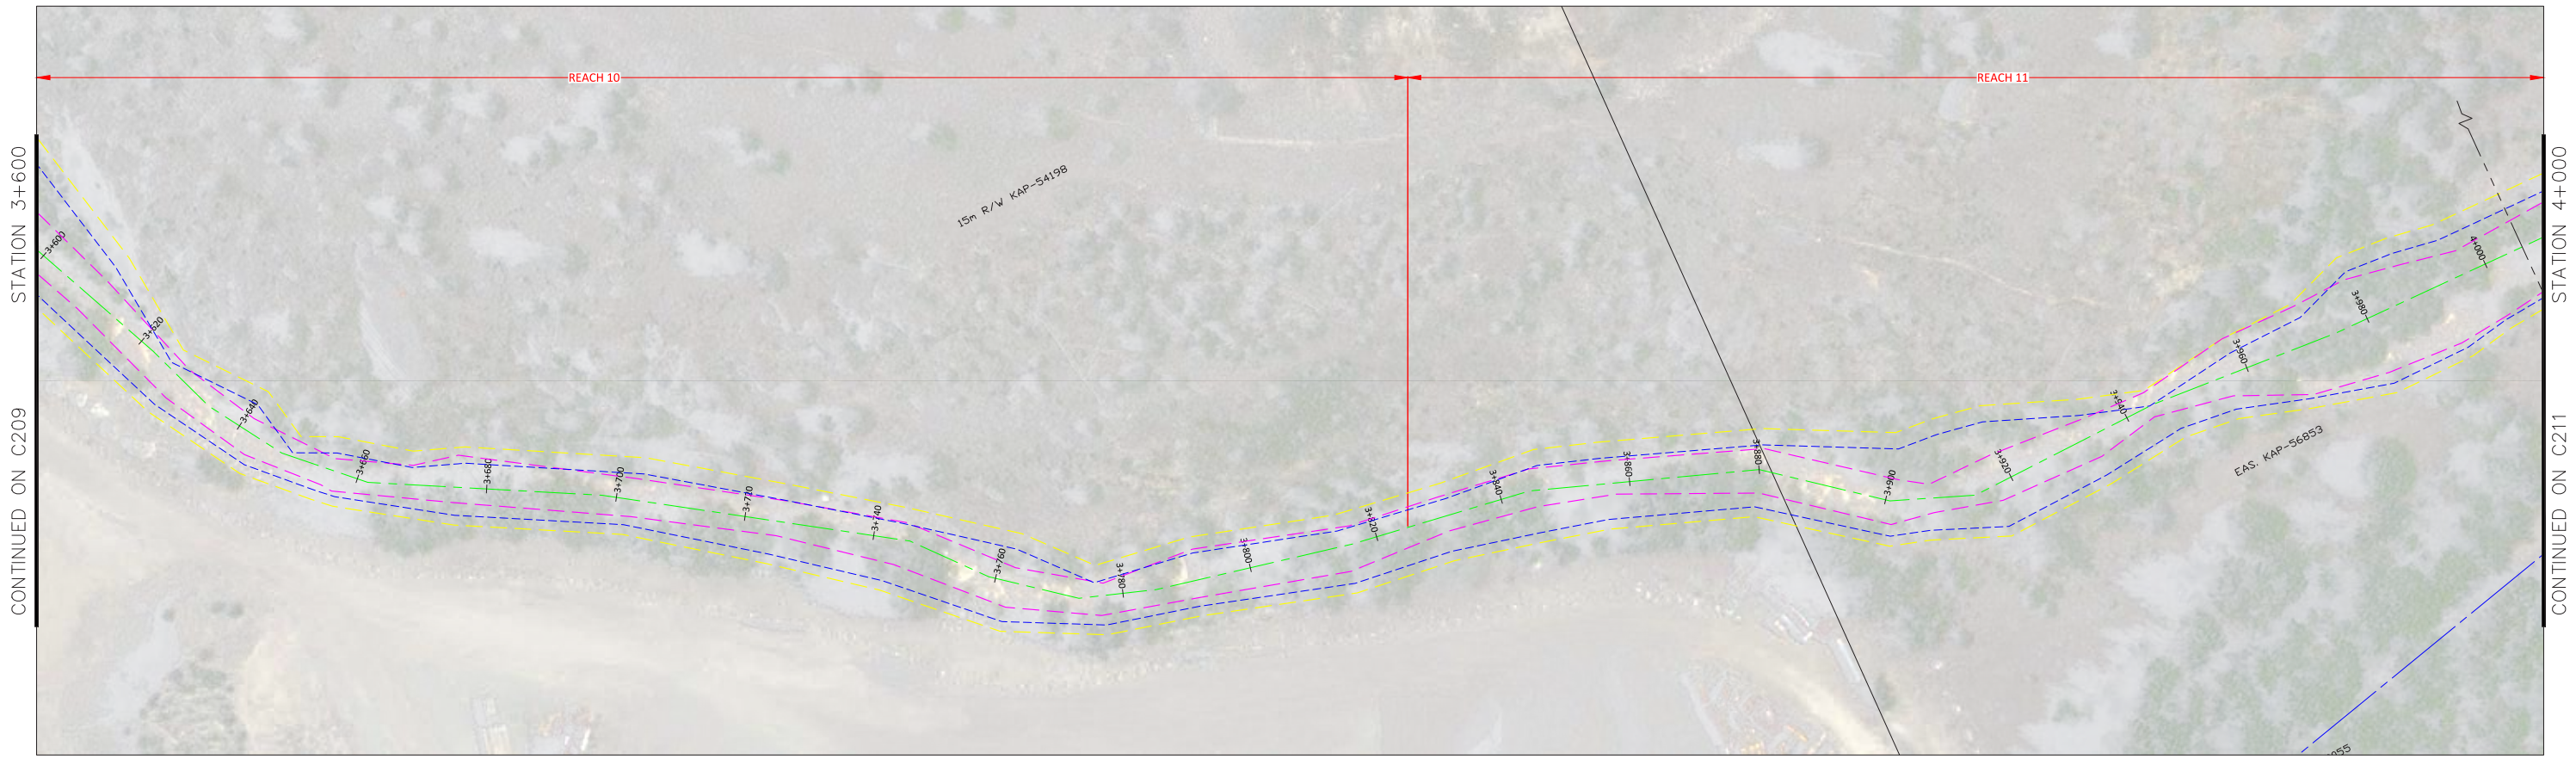 REACH 10
REACH 11
STATION 3+600
CONTINUED ON C209
STATION 4+000
CONTINUED ON C211
15m R/W KAP-54198
EAS. KAP-56853
3+600
3+620
3+640
3+660
3+680
3+700
3+720
3+740
3+760
3+780
3+800
3+820
3+840
3+860
3+880
3+900
3+920
3+940
3+960
3+980
4+000